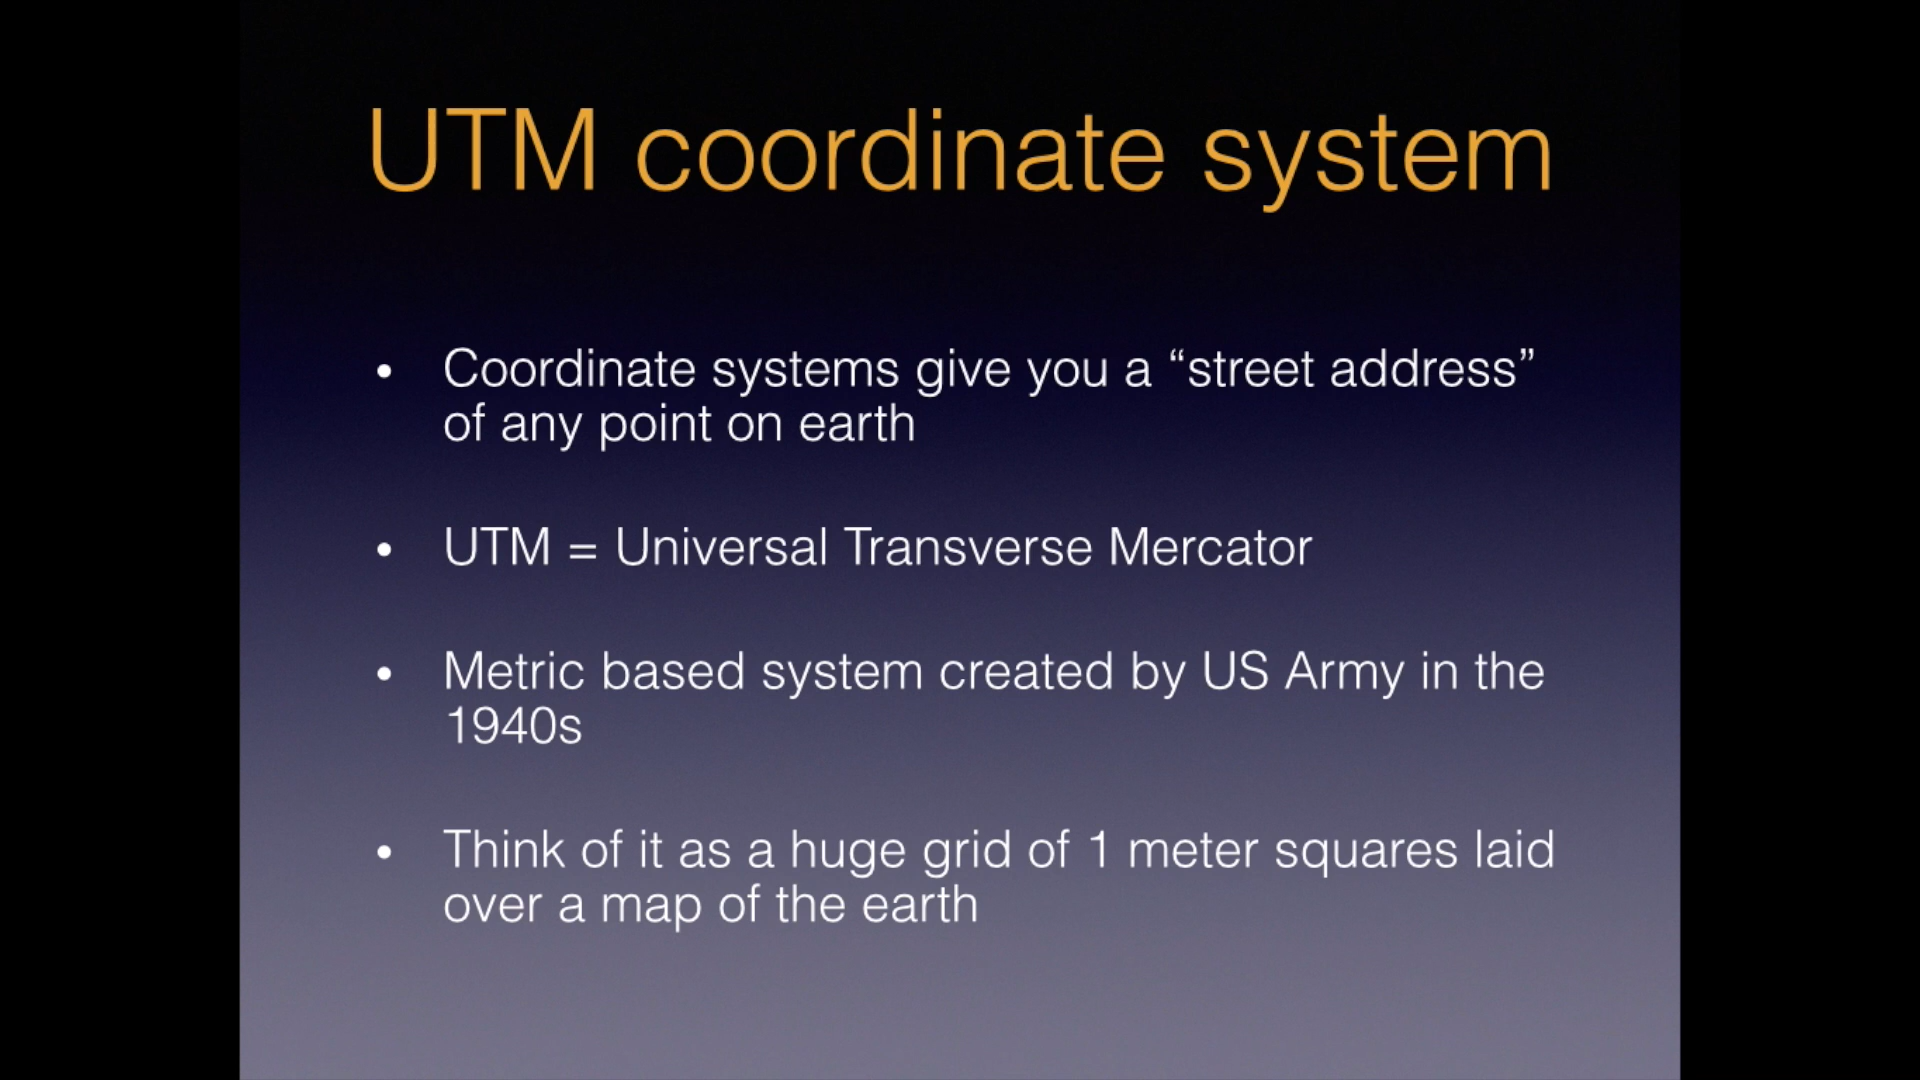 UTM coordinate system
• Coordinate systems give you a “street address”
of any point on earth
• UTM = Universal Transverse Mercator
• Metric based system created by US Army in the
1940s
• Think of it as a huge grid of 1 meter squares laid
over a map of the earth